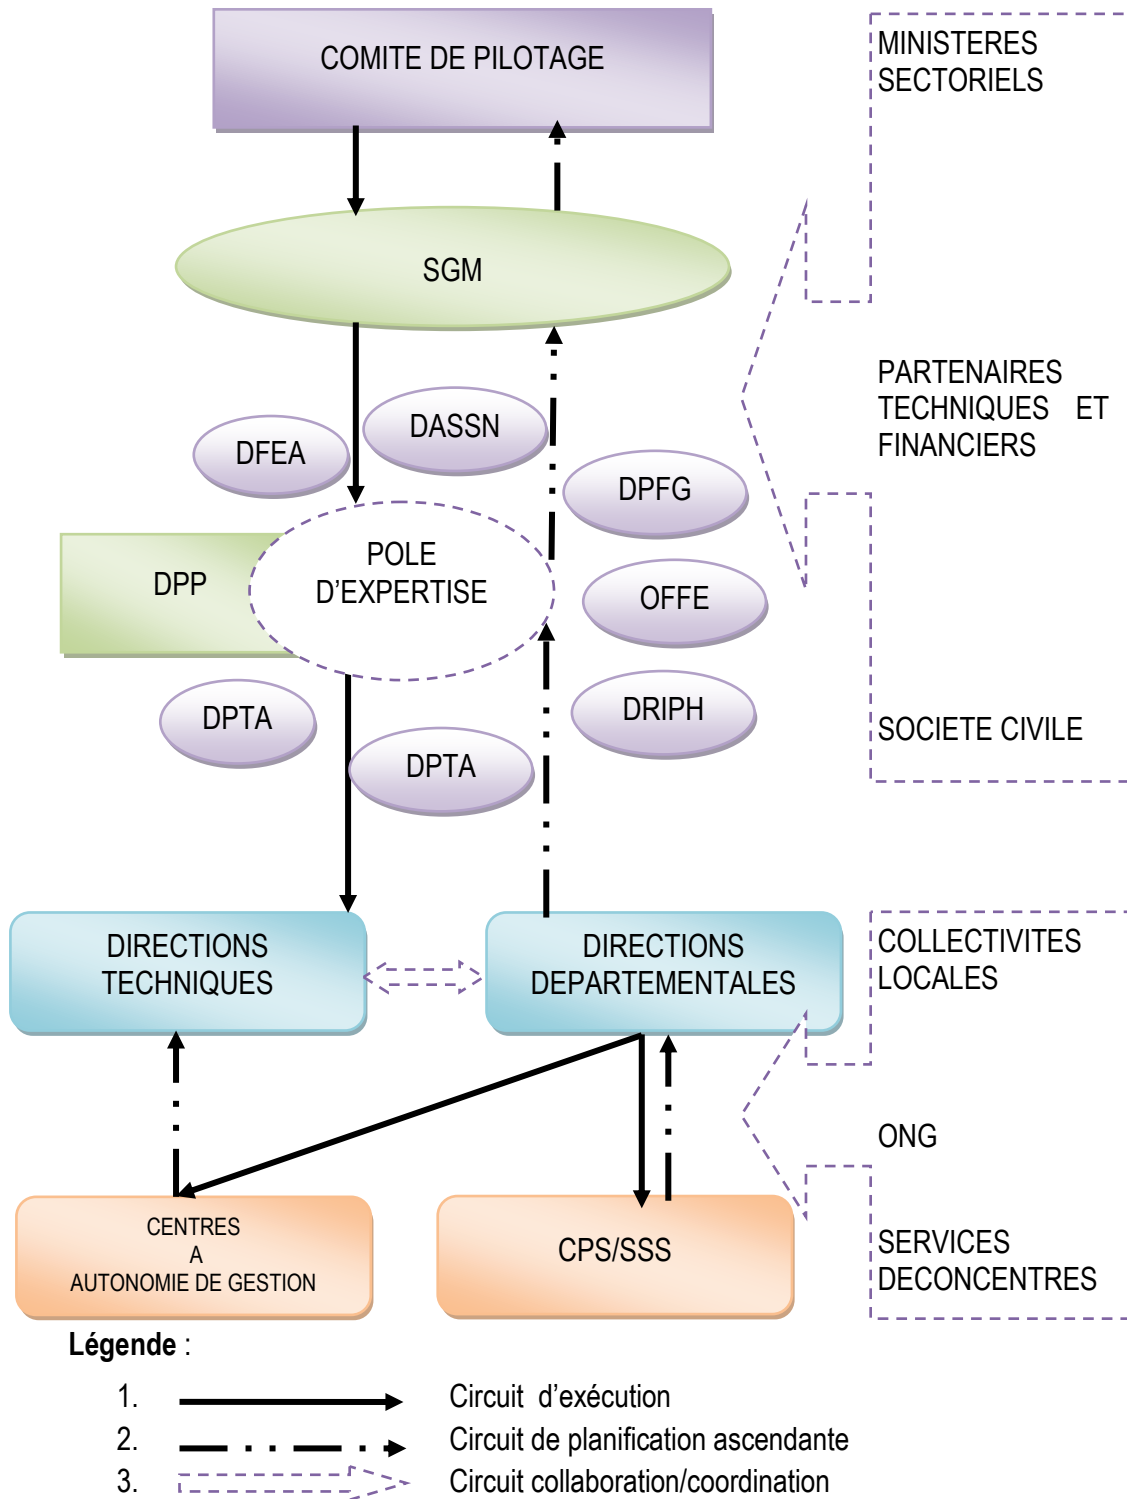 COMITE DE PILOTAGE
MINISTERES
SECTORIELS
SGM
PARTENAIRES
TECHNIQUES ET
FINANCIERS
DASSN
DFEA
DPFG
POLE
D'EXPERTISE
DPP
OFFE
DPTA
DRIPH
SOCIETE CIVILE
DPTA
DIRECTIONS
TECHNIQUES
DIRECTIONS
DEPARTEMENTALES
COLLECTIVITES
LOCALES
ONG
CENTRES
A
AUTONOMIE DE GESTION
CPS/SSS
SERVICES
DECONCENTRES
Légende :
1. Circuit d'exécution
2. Circuit de planification ascendante
3. Circuit collaboration/coordination